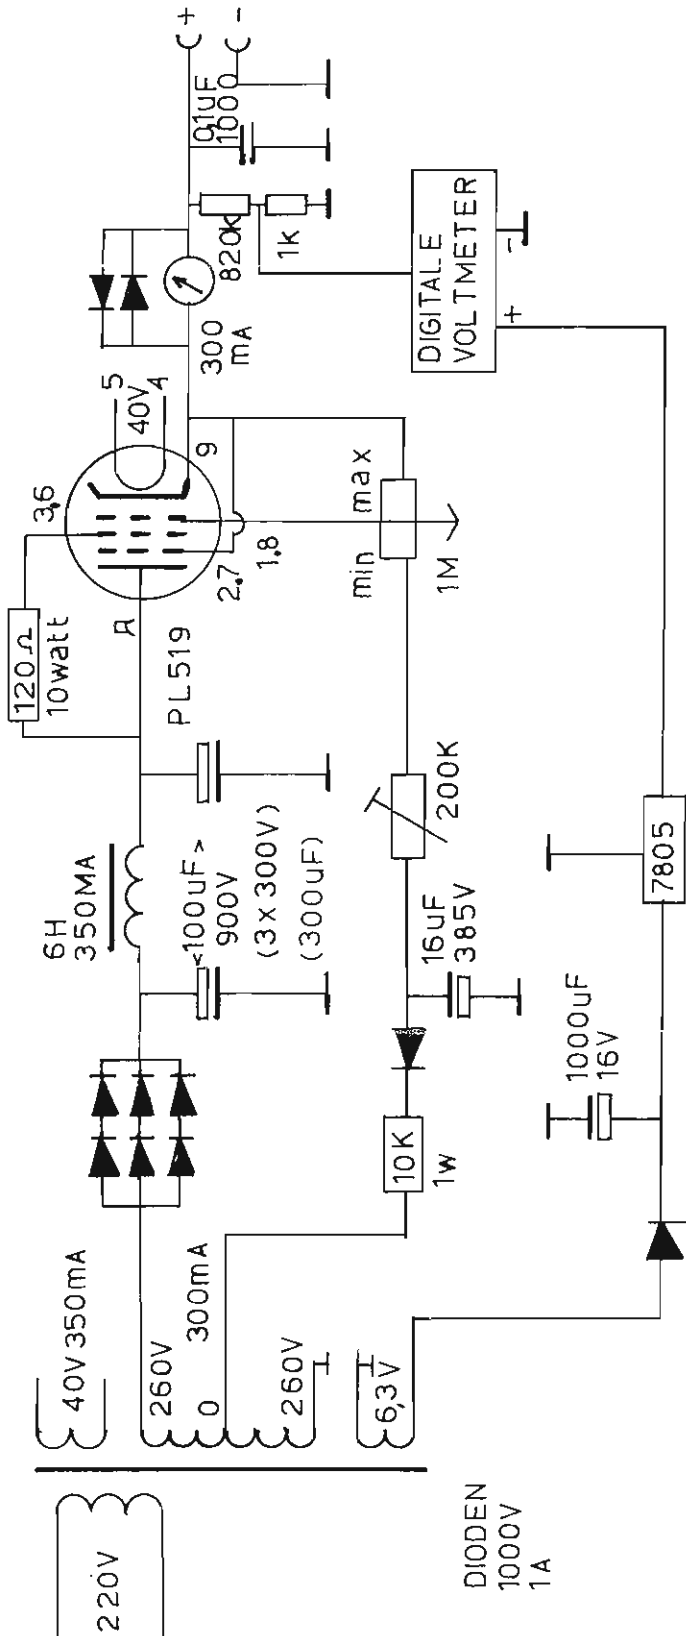 220V
DIODEN
1000V
1A
40V 350mA
260V
0
300mA
260V
6,3V
10K
1W
1000uF
16V
16uF
385V
7805
6H
350MA
<100uF>
900V
(3x300V)
(300uF)
200K
120Ω
10watt
PL519
A
3.6
2.7
1.8
9
5
40V
4
min
max
1M
300
mA
820K
1K
0,1uF
1000
+
-
DIGITALE
VOLTMETER
+
-